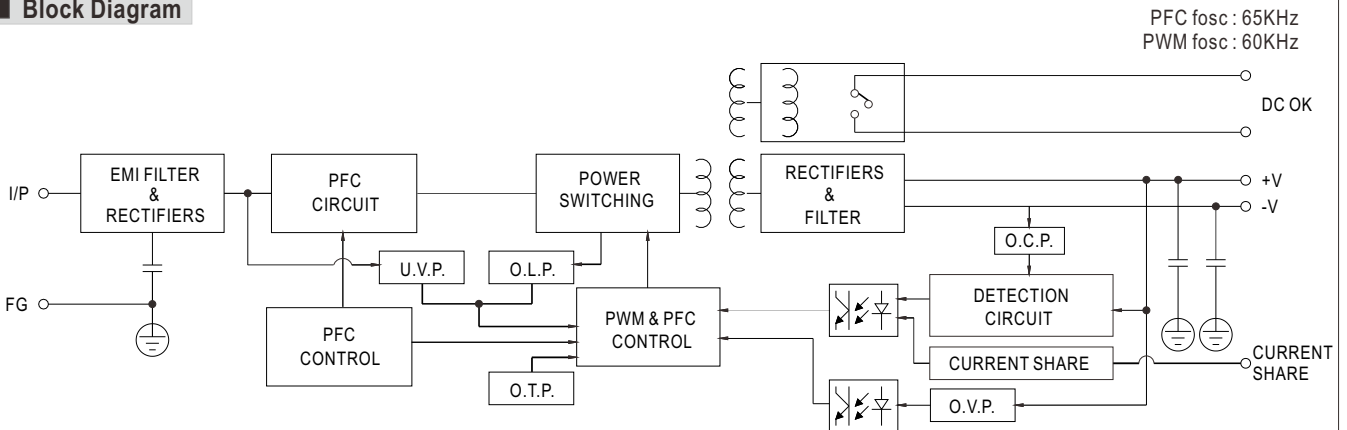 Block Diagram
PFC fosc : 65KHz
PWM fosc : 60KHz
DC OK
I/P
EMI FILTER
&
RECTIFIERS
PFC
CIRCUIT
POWER
SWITCHING
RECTIFIERS
&
FILTER
+V
-V
O.C.P.
U.V.P.
O.L.P.
FG
PFC
CONTROL
PWM & PFC
CONTROL
DETECTION
CIRCUIT
CURRENT SHARE
CURRENT
SHARE
O.T.P.
O.V.P.